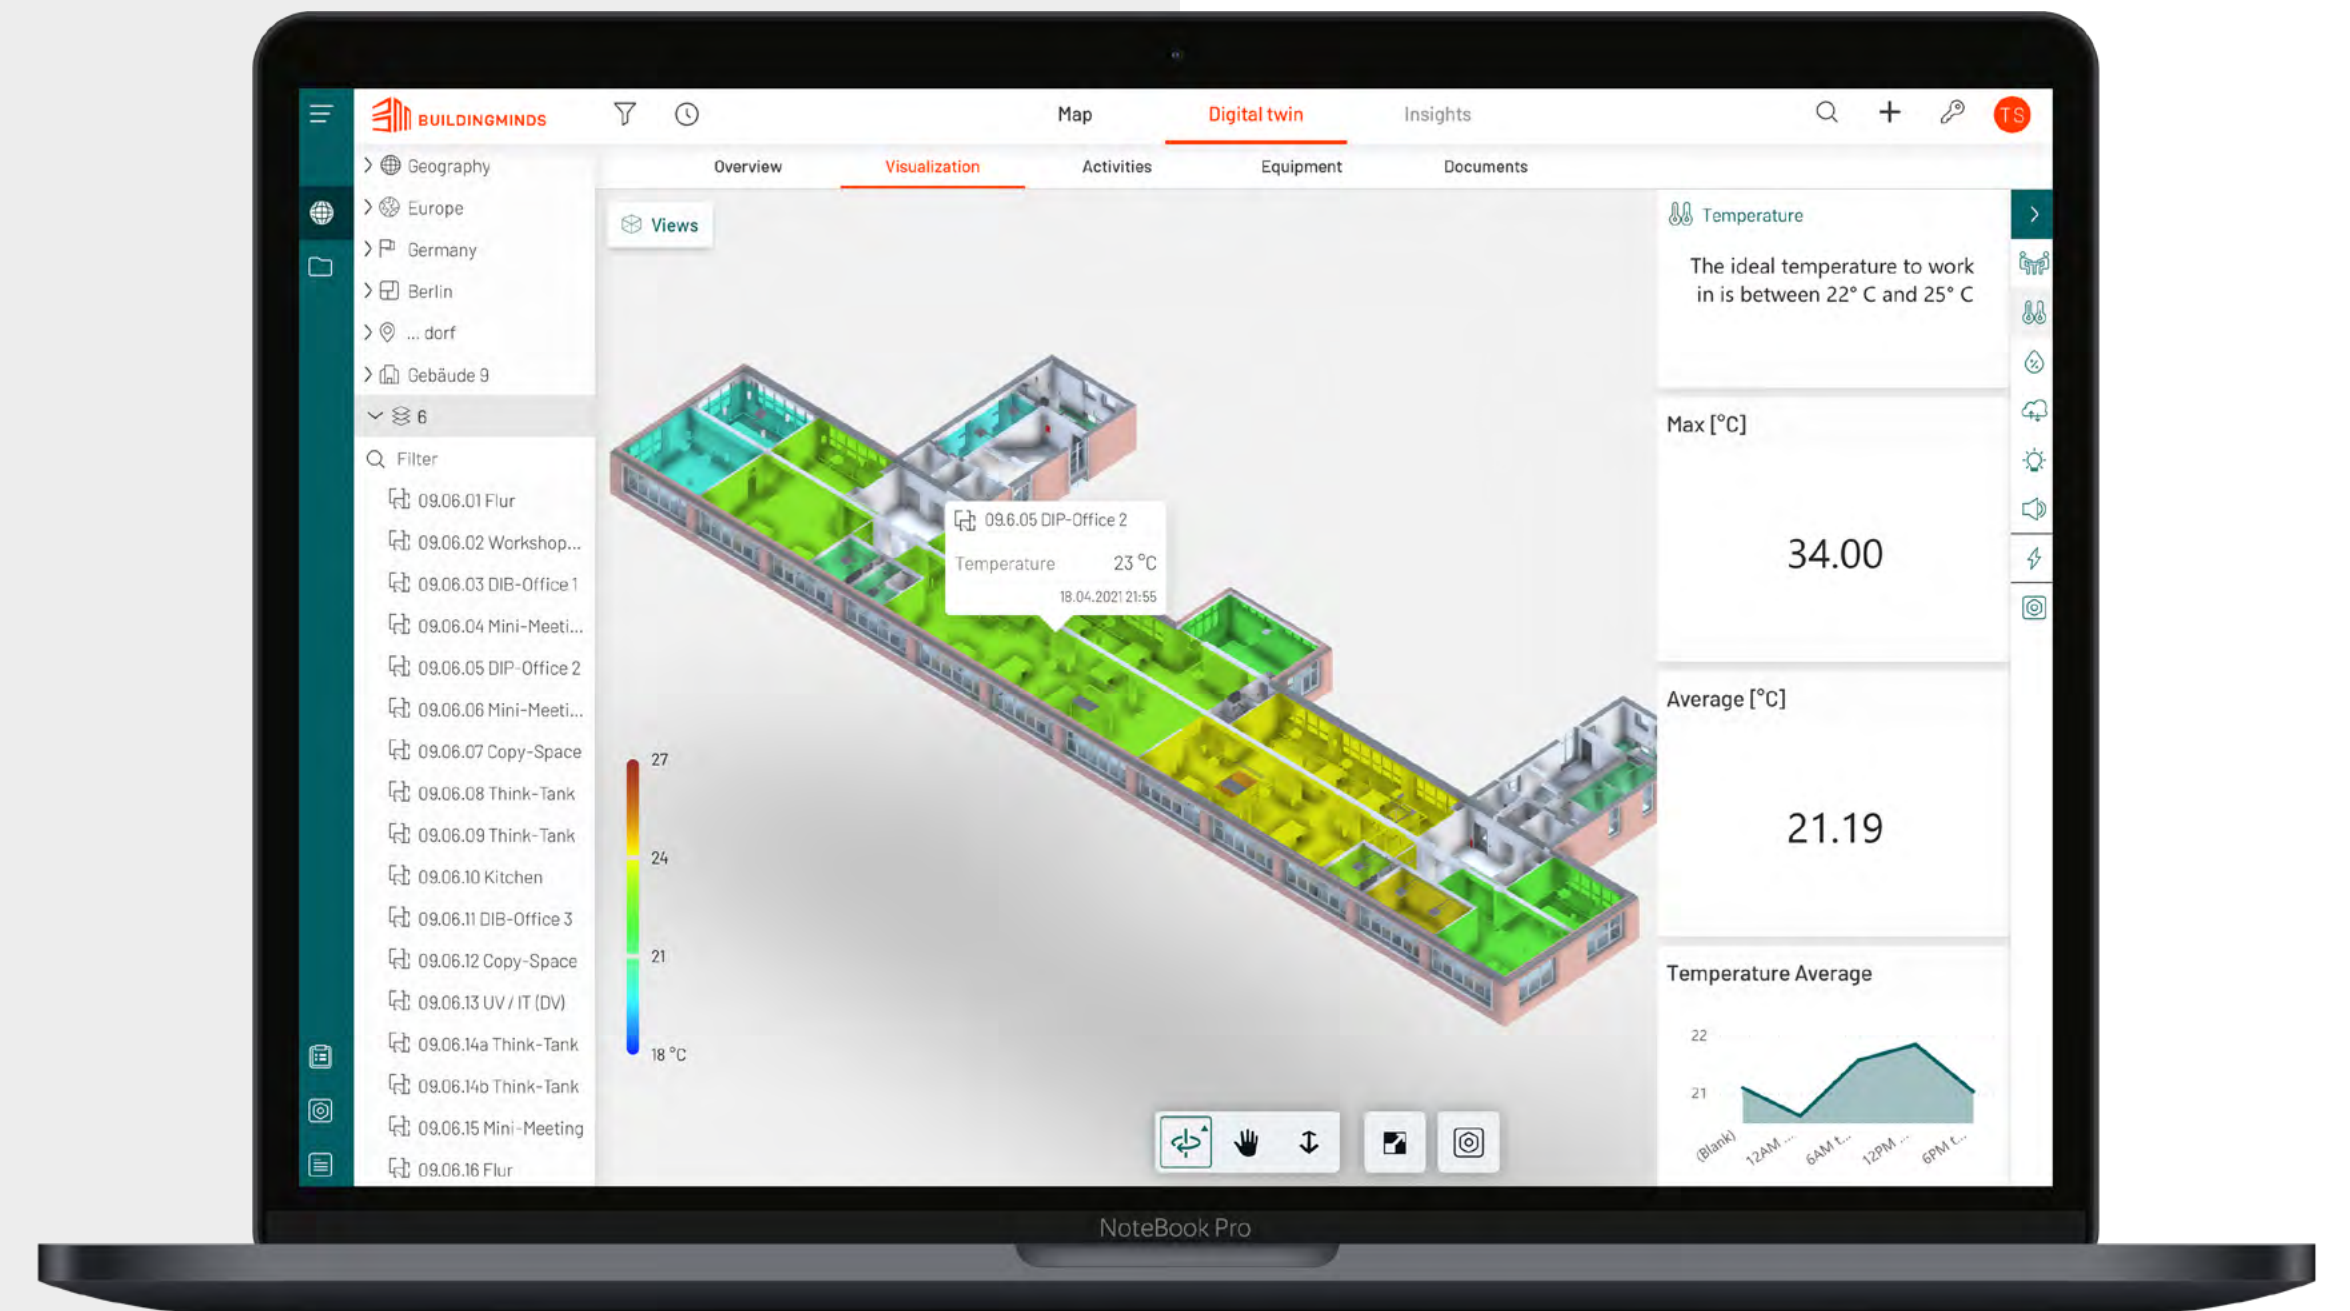 BUILDINGMINDS
Map
Digital twin
Insights
TS
Overview
Visualization
Activities
Equipment
Documents
Geography
Europe
Germany
Berlin
... dorf
Gebäude 9
6
Filter
09.06.01 Flur
09.06.02 Workshop...
09.06.03 DIB-Office 1
09.06.04 Mini-Meeti...
09.06.05 DIP-Office 2
09.06.06 Mini-Meeti...
09.06.07 Copy-Space
09.06.08 Think-Tank
09.06.09 Think-Tank
09.06.10 Kitchen
09.06.11 DIB-Office 3
09.06.12 Copy-Space
09.06.13 UV / IT (DV)
09.06.14a Think-Tank
09.06.14b Think-Tank
09.06.15 Mini-Meeting
09.06.16 Flur
Views
09.6.05 DIP-Office 2
Temperature 23 °C
18.04.2021 21:55
27
24
21
18 °C
Temperature
The ideal temperature to work
in is between 22° C and 25° C
Max [°C]
34.00
Average [°C]
21.19
Temperature Average
22
21
(Blank)
12AM ...
6AM t...
12PM ...
6PM t...
NoteBook Pro